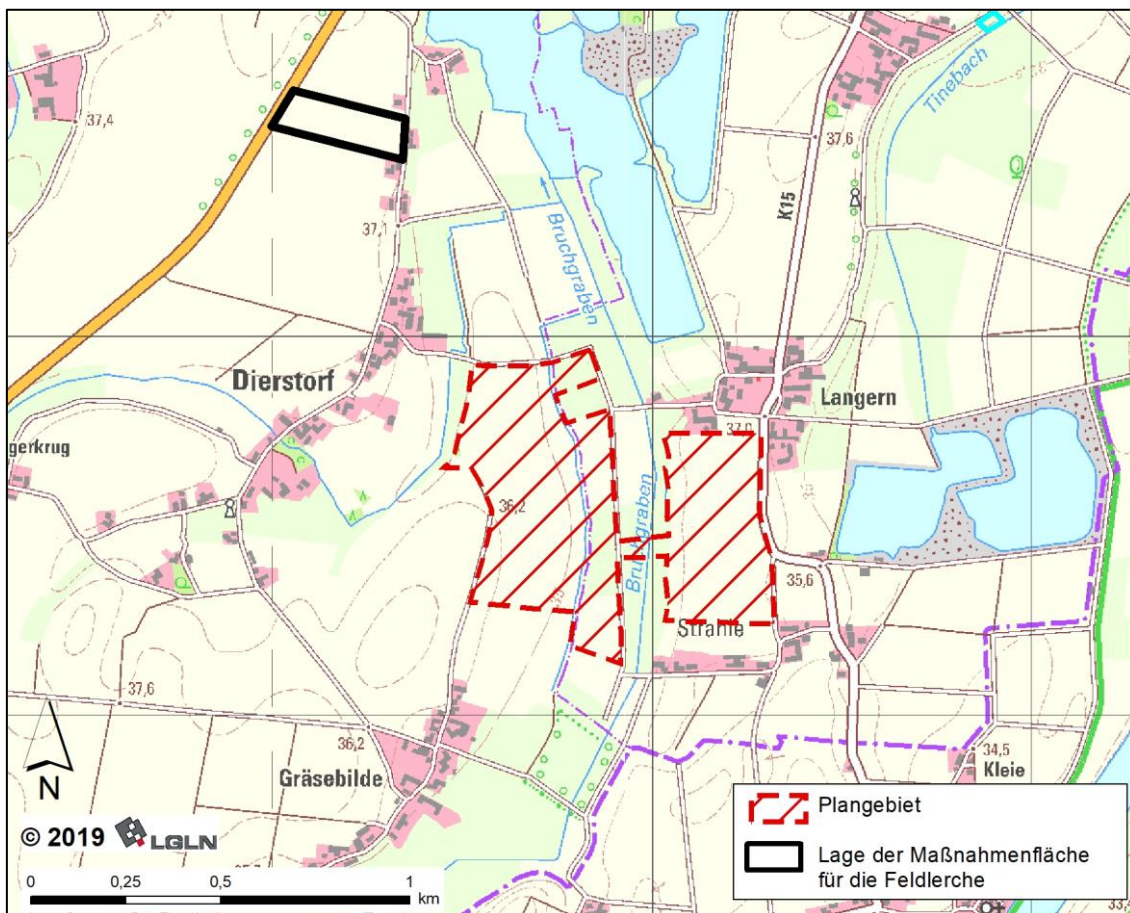 37,4
37,6
Tinebach
K15
37,1
Bruchgraben
Dierstorf
Langern
37,0
gerkrug
36,2
Bruchgraben
35,6
Strahle
37,6
36,2
Gräsebilde
34,5
Kleie
N
© 2019 LGLN
0 0,25 0,5 1
km
Plangebiet
Lage der Maßnahmenfläche
für die Feldlerche